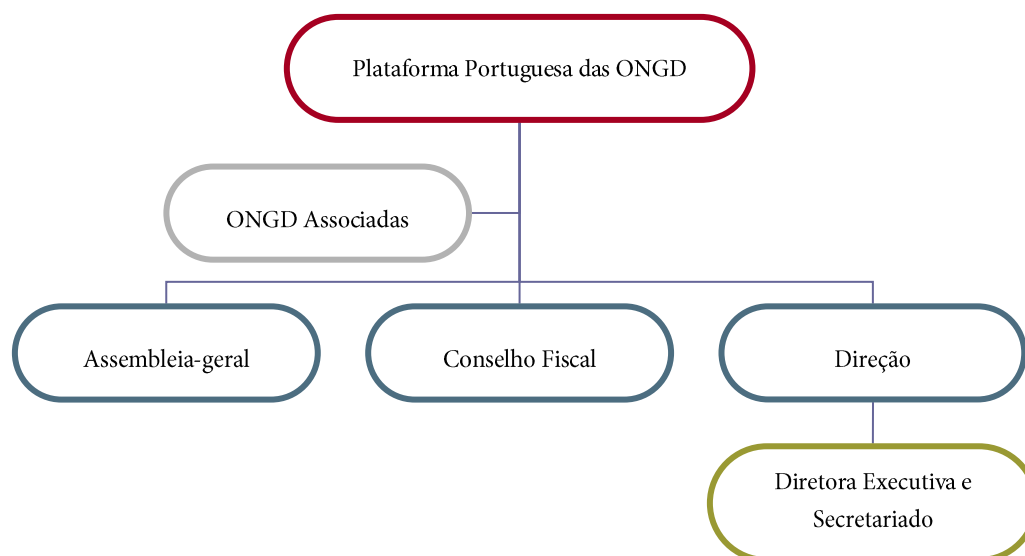 Plataforma Portuguesa das ONGD
ONGD Associadas
Assembleia-geral
Conselho Fiscal
Direção
Diretora Executiva e
Secretariado